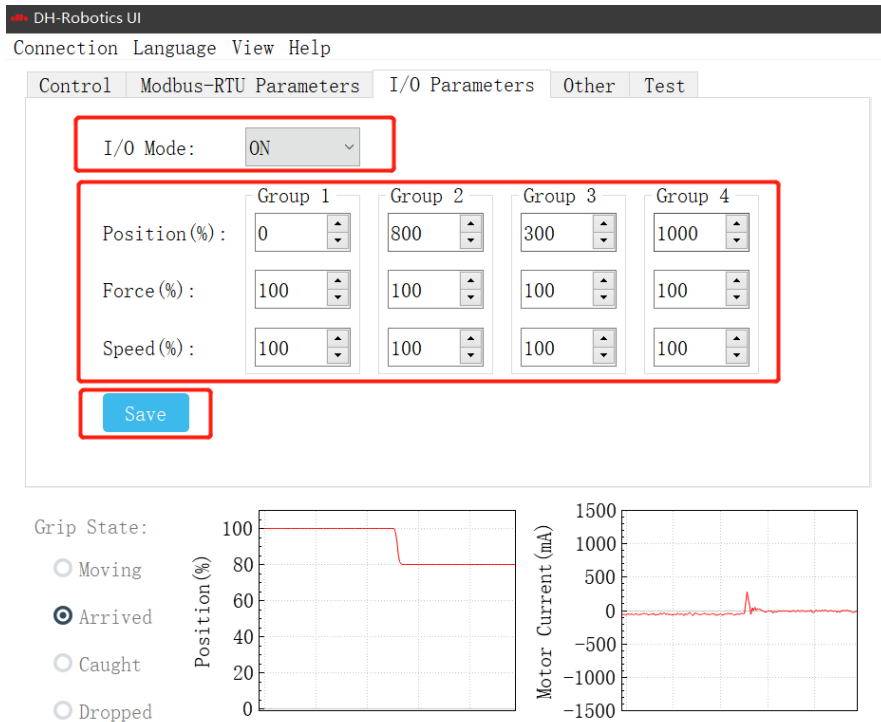 DH-Robotics UI
Connection Language View Help
Control Modbus-RTU Parameters I/O Parameters Other Test
I/O Mode: ON
Group 1 Group 2 Group 3 Group 4
Position(%): 0 800 300 1000
Force(%): 100 100 100 100
Speed(%): 100 100 100 100
Save
Grip State:
Moving
Arrived
Caught
Dropped
Position(%)
100
80
60
40
20
0
Motor Current(mA)
1500
1000
500
0
-500
-1000
-1500